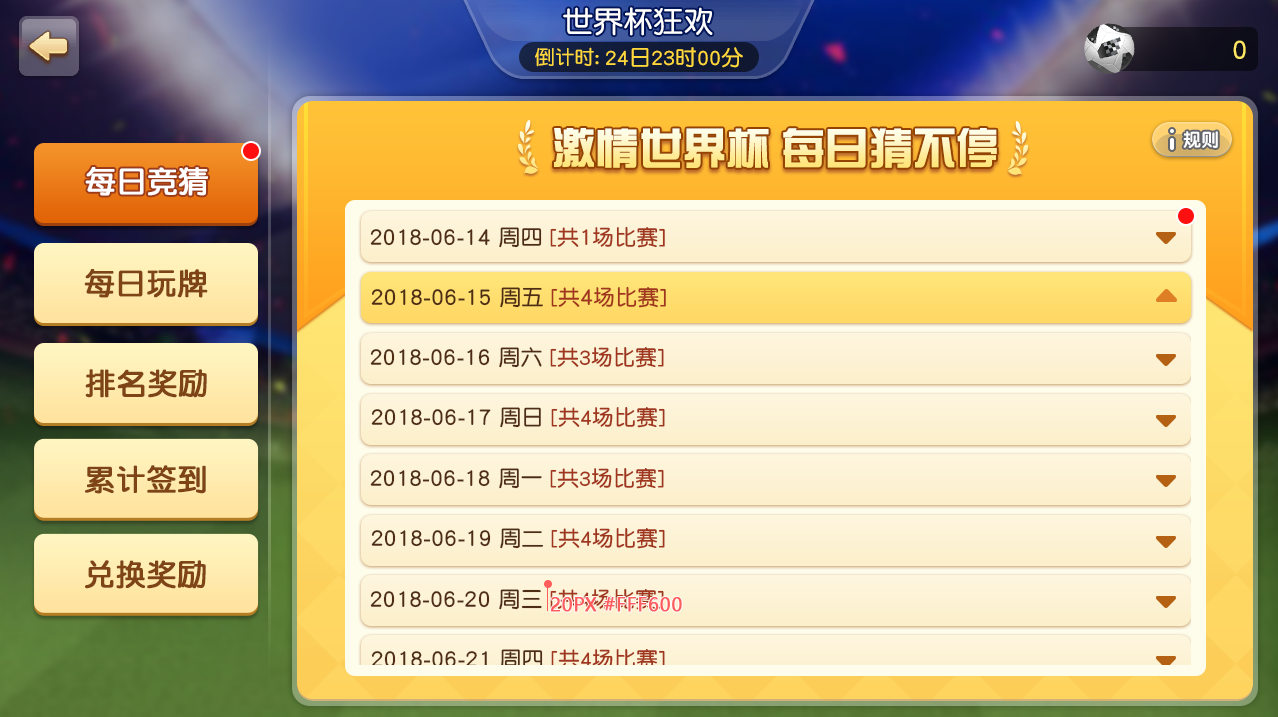 世界杯狂欢
倒计时: 24日23时00分
0
激情世界杯 每日猜不停
规则
每日竞猜
每日玩牌
排名奖励
累计签到
兑换奖励
2018-06-14 周四 [共1场比赛]
2018-06-15 周五 [共4场比赛]
2018-06-16 周六 [共3场比赛]
2018-06-17 周日 [共4场比赛]
2018-06-18 周一 [共3场比赛]
2018-06-19 周二 [共4场比赛]
2018-06-20 周三 [共4场比赛]
20PX #FFF600
2018-06-21 周四 [共4场比赛]